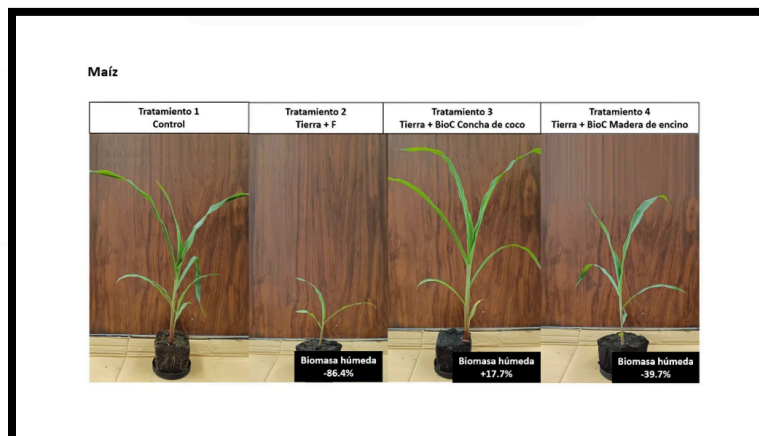 Maíz
Tratamiento 1
Control
Tratamiento 2
Tierra + F
Tratamiento 3
Tierra + BioC Concha de coco
Tratamiento 4
Tierra + BioC Madera de encino
Biomasa húmeda
-86.4%
Biomasa húmeda
+17.7%
Biomasa húmeda
-39.7%